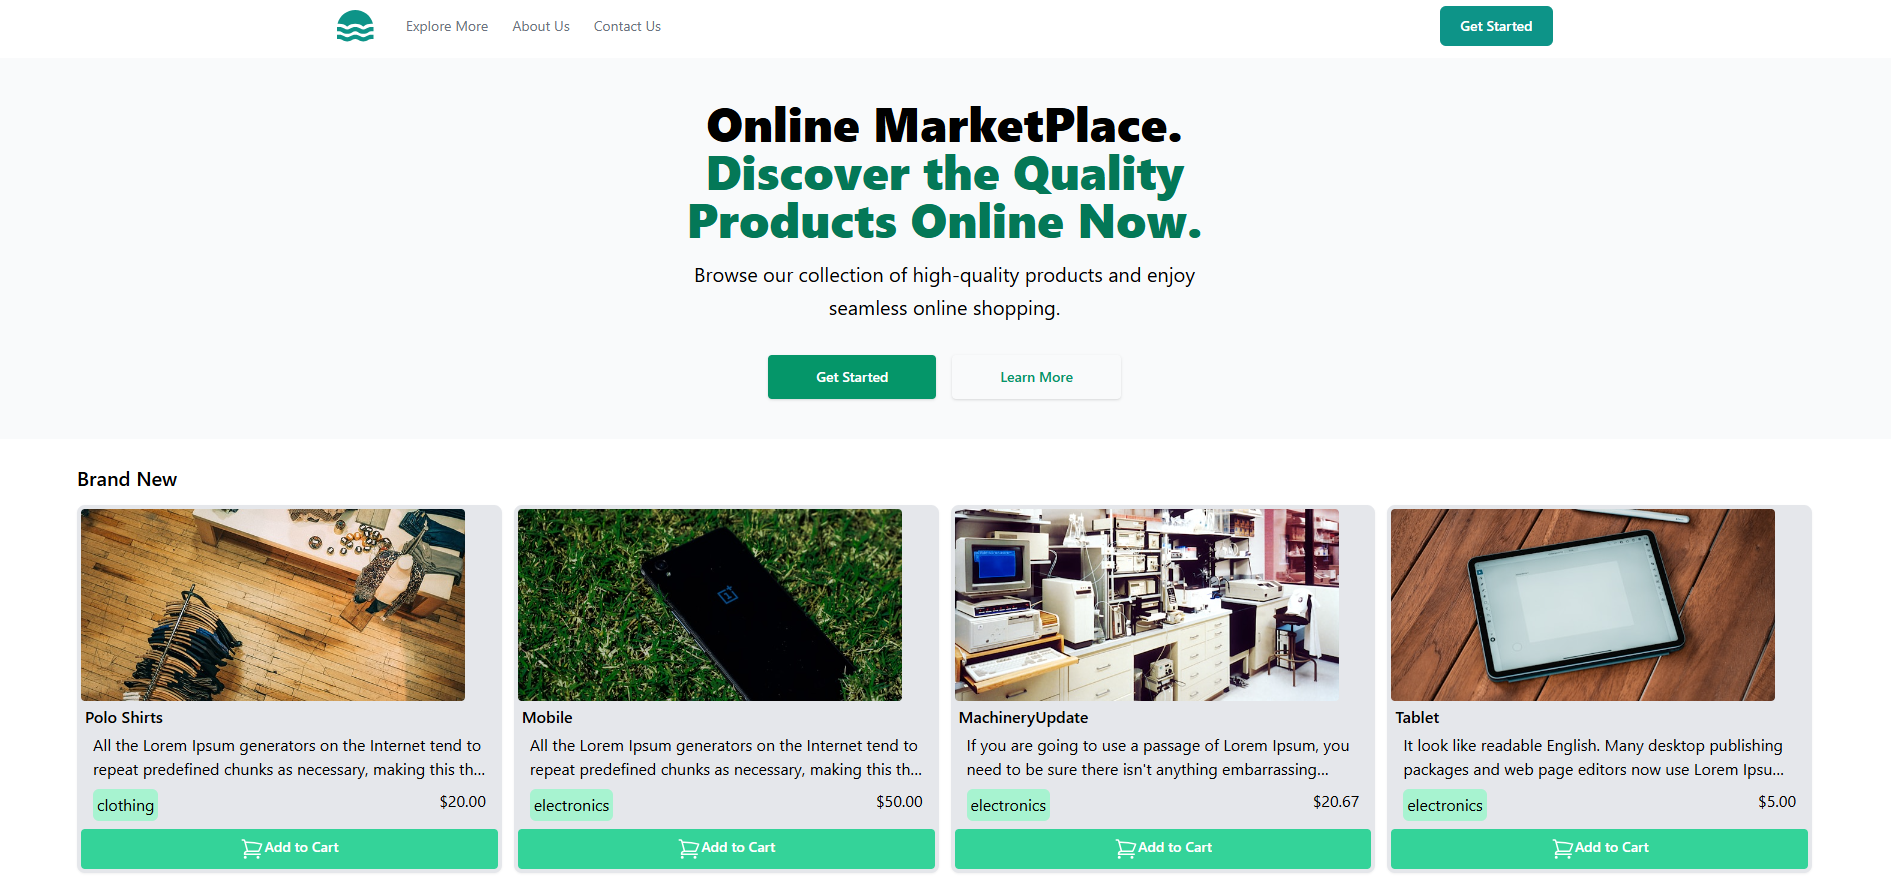 Explore More About Us Contact Us Get Started
Online MarketPlace.
Discover the Quality
Products Online Now.
Browse our collection of high-quality products and enjoy
seamless online shopping.
Get Started Learn More
Brand New
Polo Shirts
All the Lorem Ipsum generators on the Internet tend to
repeat predefined chunks as necessary, making this th...
clothing $20.00
Add to Cart
Mobile
All the Lorem Ipsum generators on the Internet tend to
repeat predefined chunks as necessary, making this th...
electronics $50.00
Add to Cart
MachineryUpdate
If you are going to use a passage of Lorem Ipsum, you
need to be sure there isn't anything embarrassing...
electronics $20.67
Add to Cart
Tablet
It look like readable English. Many desktop publishing
packages and web page editors now use Lorem Ipsu...
electronics $5.00
Add to Cart